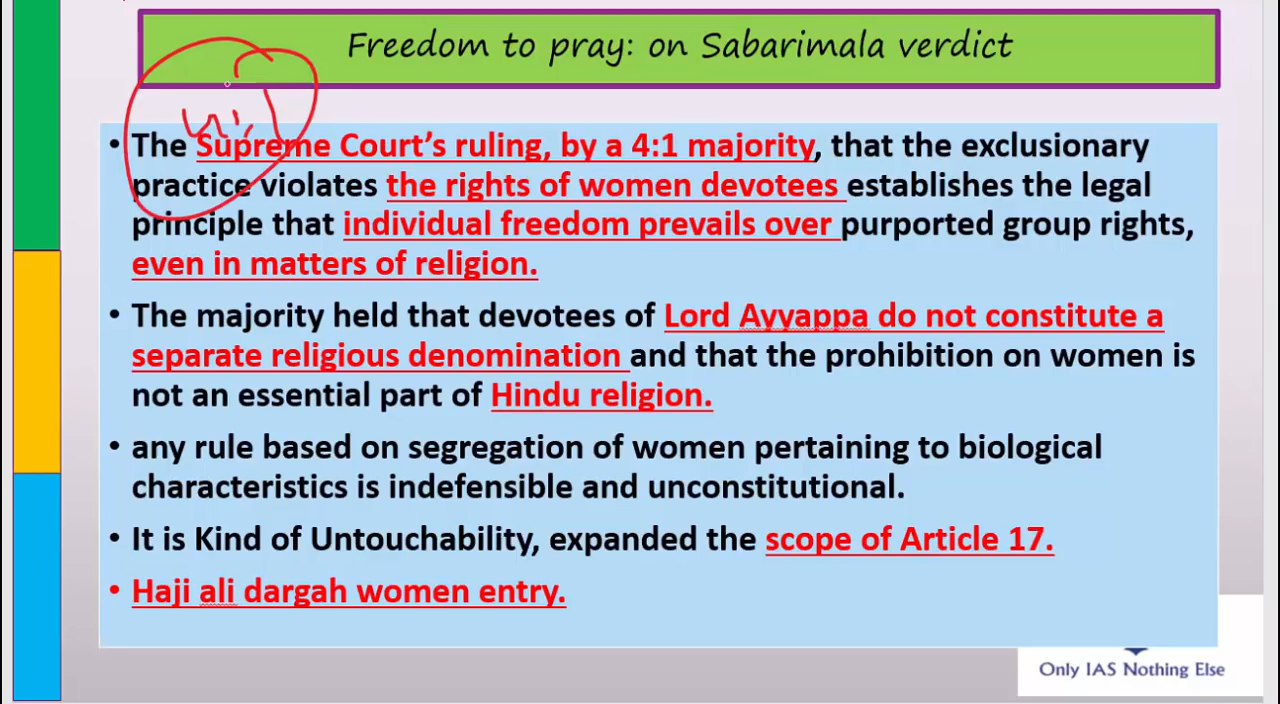 Freedom to pray: on Sabarimala verdict
• The Supreme Court's ruling, by a 4:1 majority, that the exclusionary
practice violates the rights of women devotees establishes the legal
principle that individual freedom prevails over purported group rights,
even in matters of religion.
• The majority held that devotees of Lord Ayyappa do not constitute a
separate religious denomination and that the prohibition on women is
not an essential part of Hindu religion.
• any rule based on segregation of women pertaining to biological
characteristics is indefensible and unconstitutional.
• It is Kind of Untouchability, expanded the scope of Article 17.
• Haji ali dargah women entry.
Only IAS Nothing Else